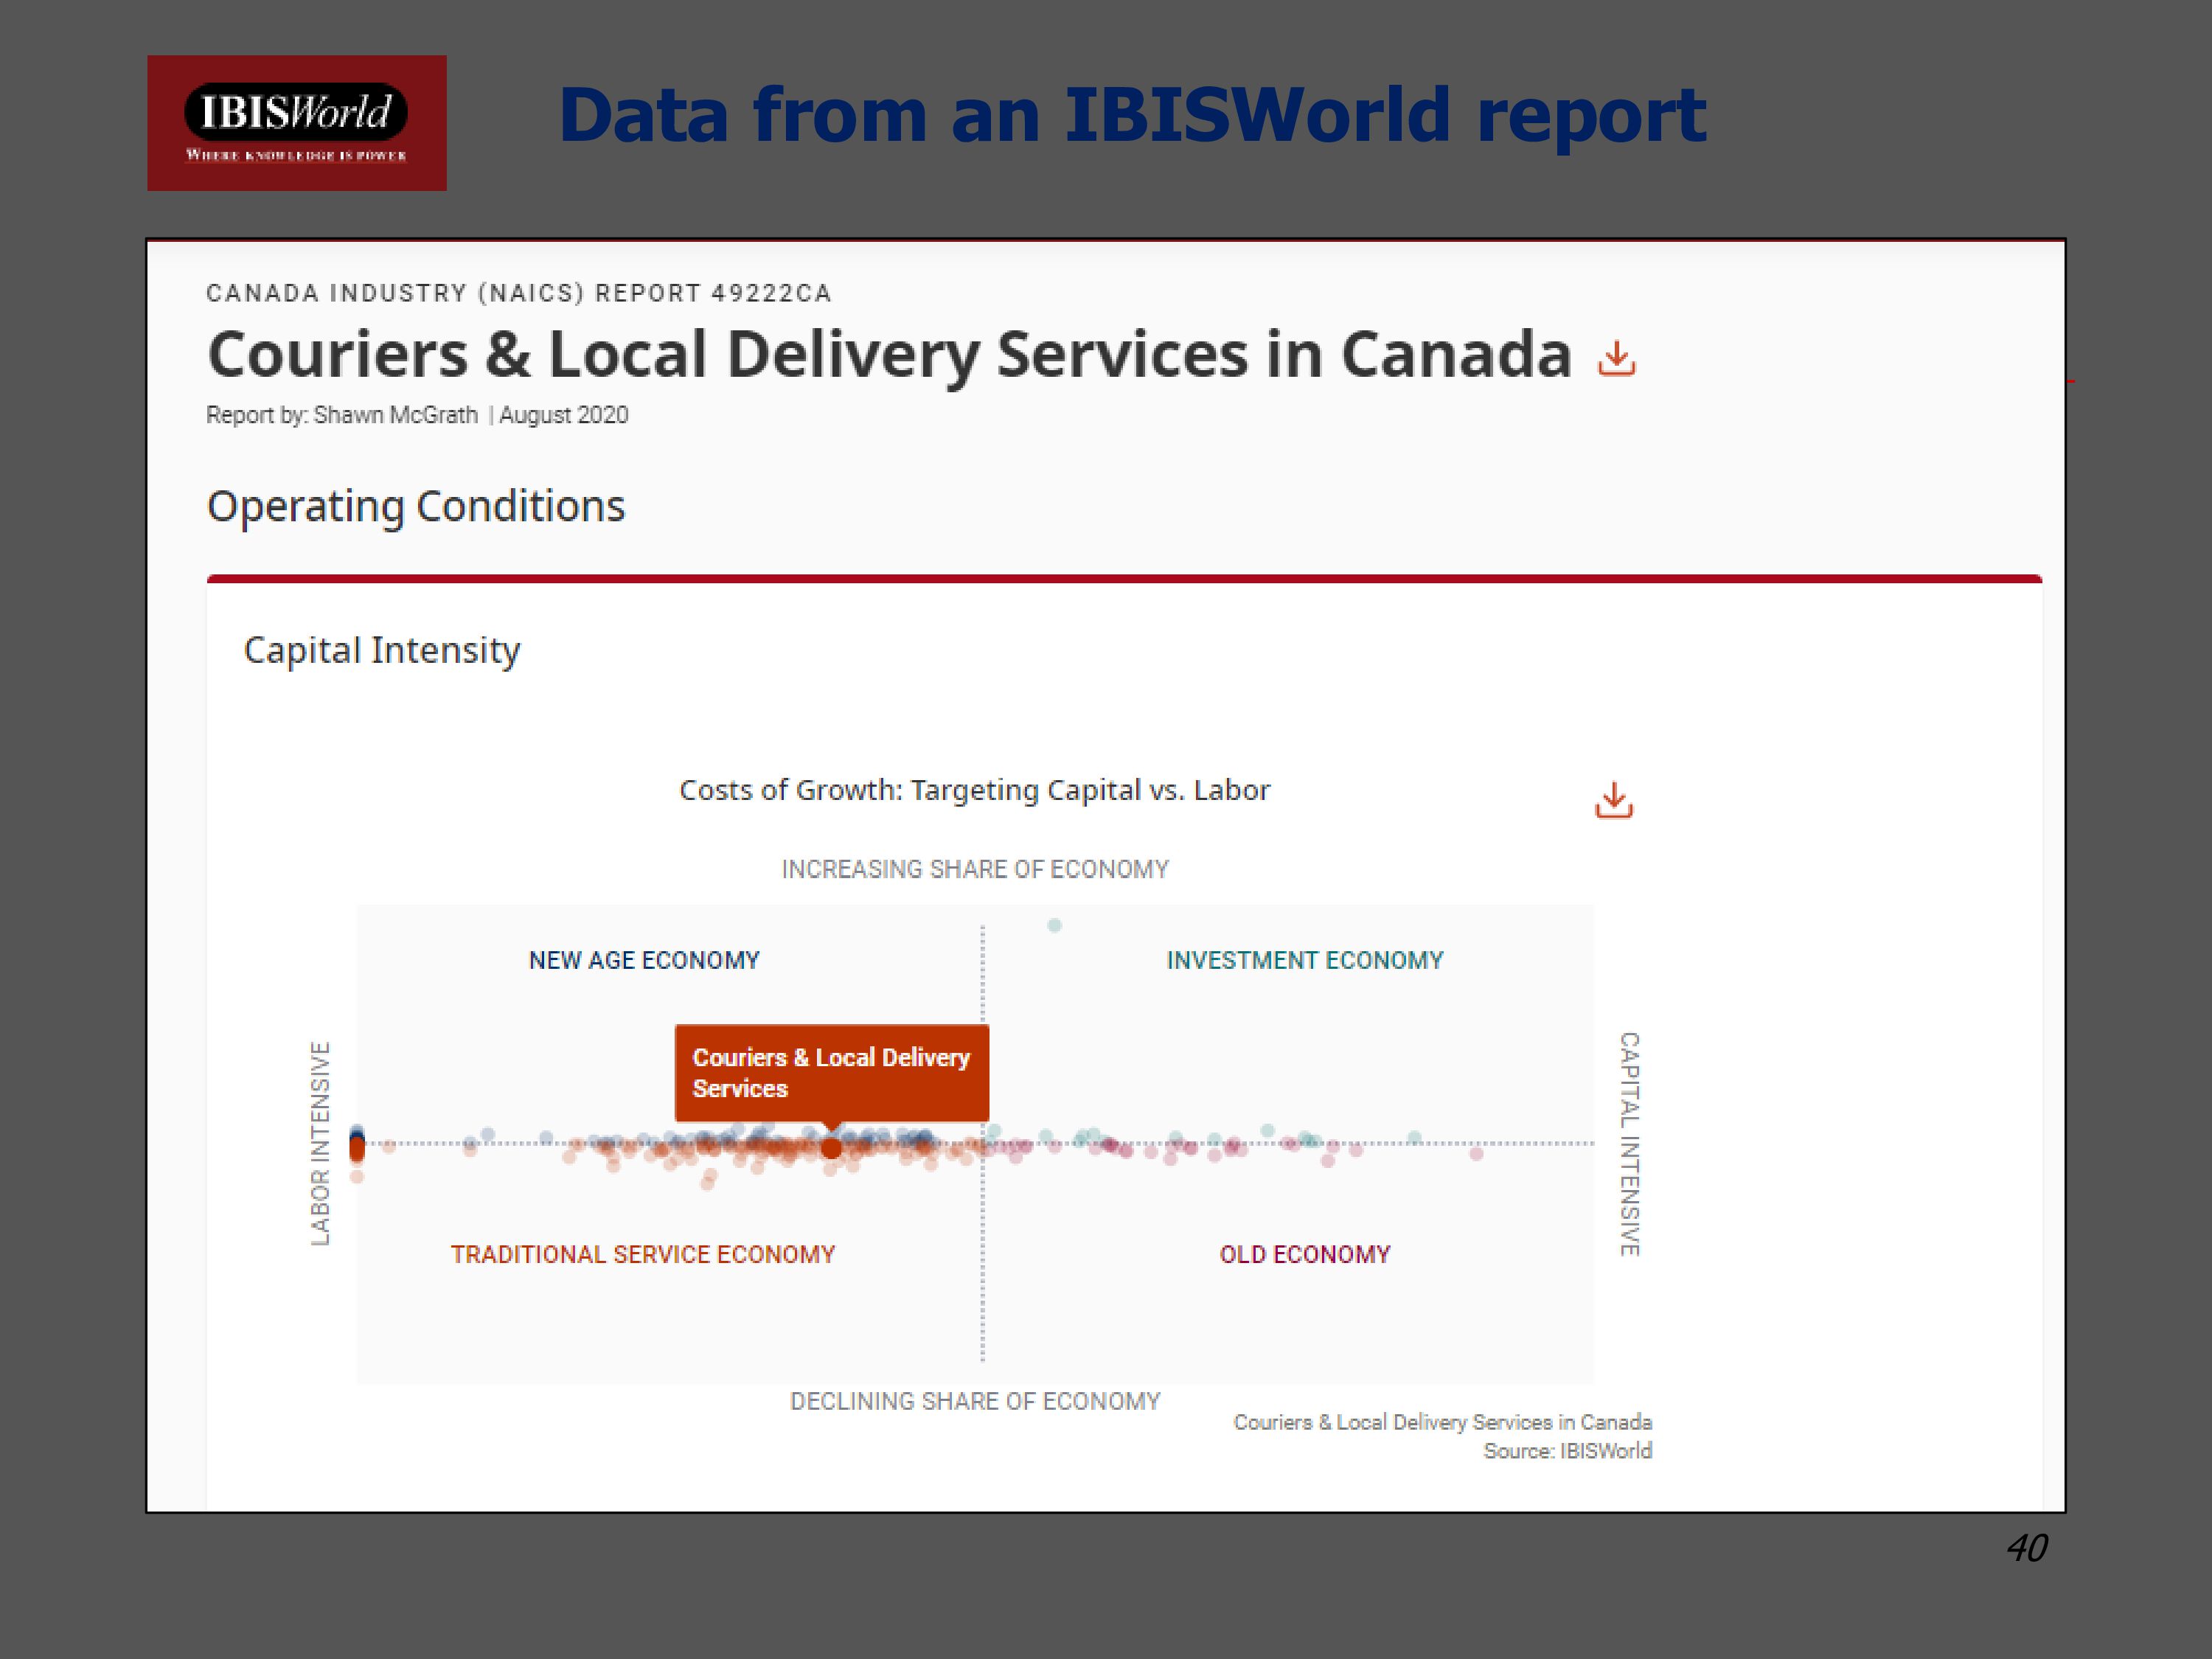 IBISWorld
WHERE KNOWLEDGE IS POWER
Data from an IBISWorld report
CANADA INDUSTRY (NAICS) REPORT 49222CA
Couriers & Local Delivery Services in Canada
Report by: Shawn McGrath | August 2020
Operating Conditions
Capital Intensity
Costs of Growth: Targeting Capital vs. Labor
INCREASING SHARE OF ECONOMY
NEW AGE ECONOMY
INVESTMENT ECONOMY
Couriers & Local Delivery
Services
LABOR INTENSIVE
CAPITAL INTENSIVE
TRADITIONAL SERVICE ECONOMY
OLD ECONOMY
DECLINING SHARE OF ECONOMY
Couriers & Local Delivery Services in Canada
Source: IBISWorld
40